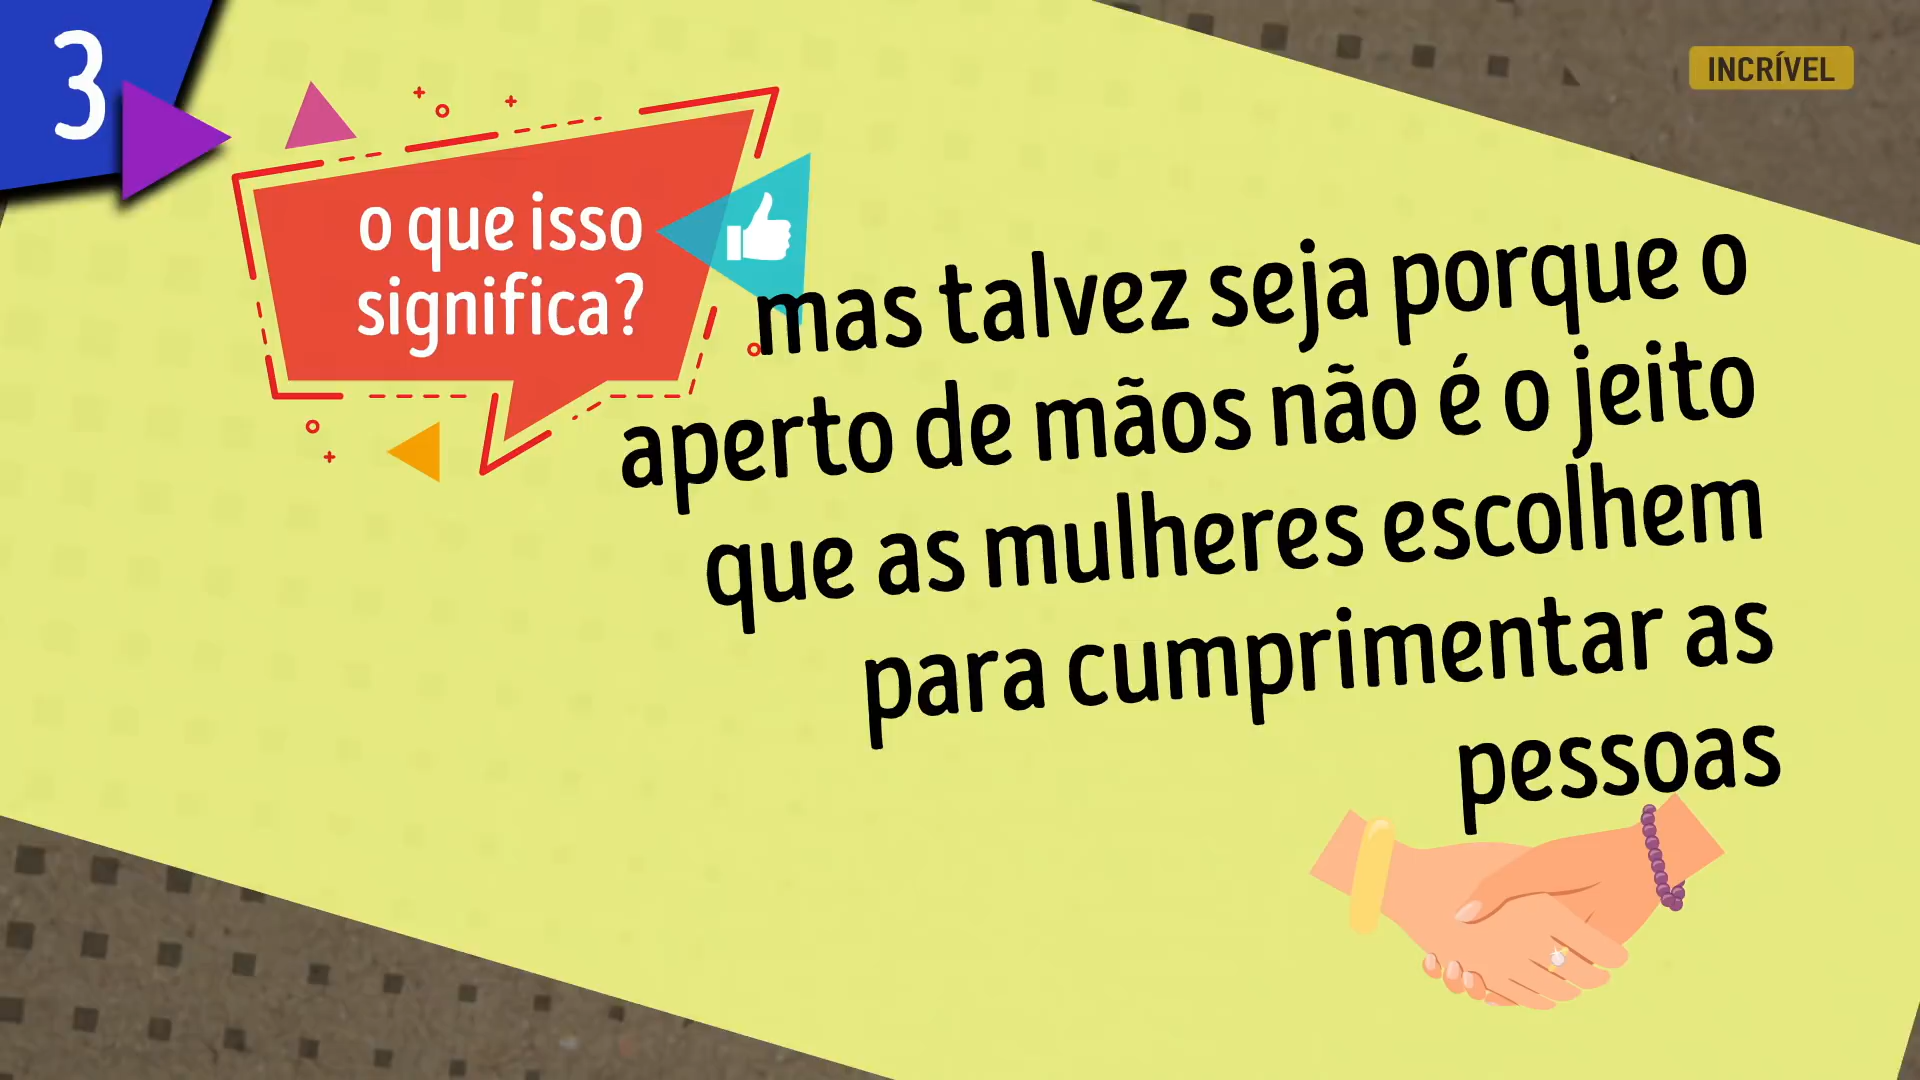 3
INCRÍVEL
o que isso
significa?
mas talvez seja porque o
aperto de mãos não é o jeito
que as mulheres escolhem
para cumprimentar as
pessoas